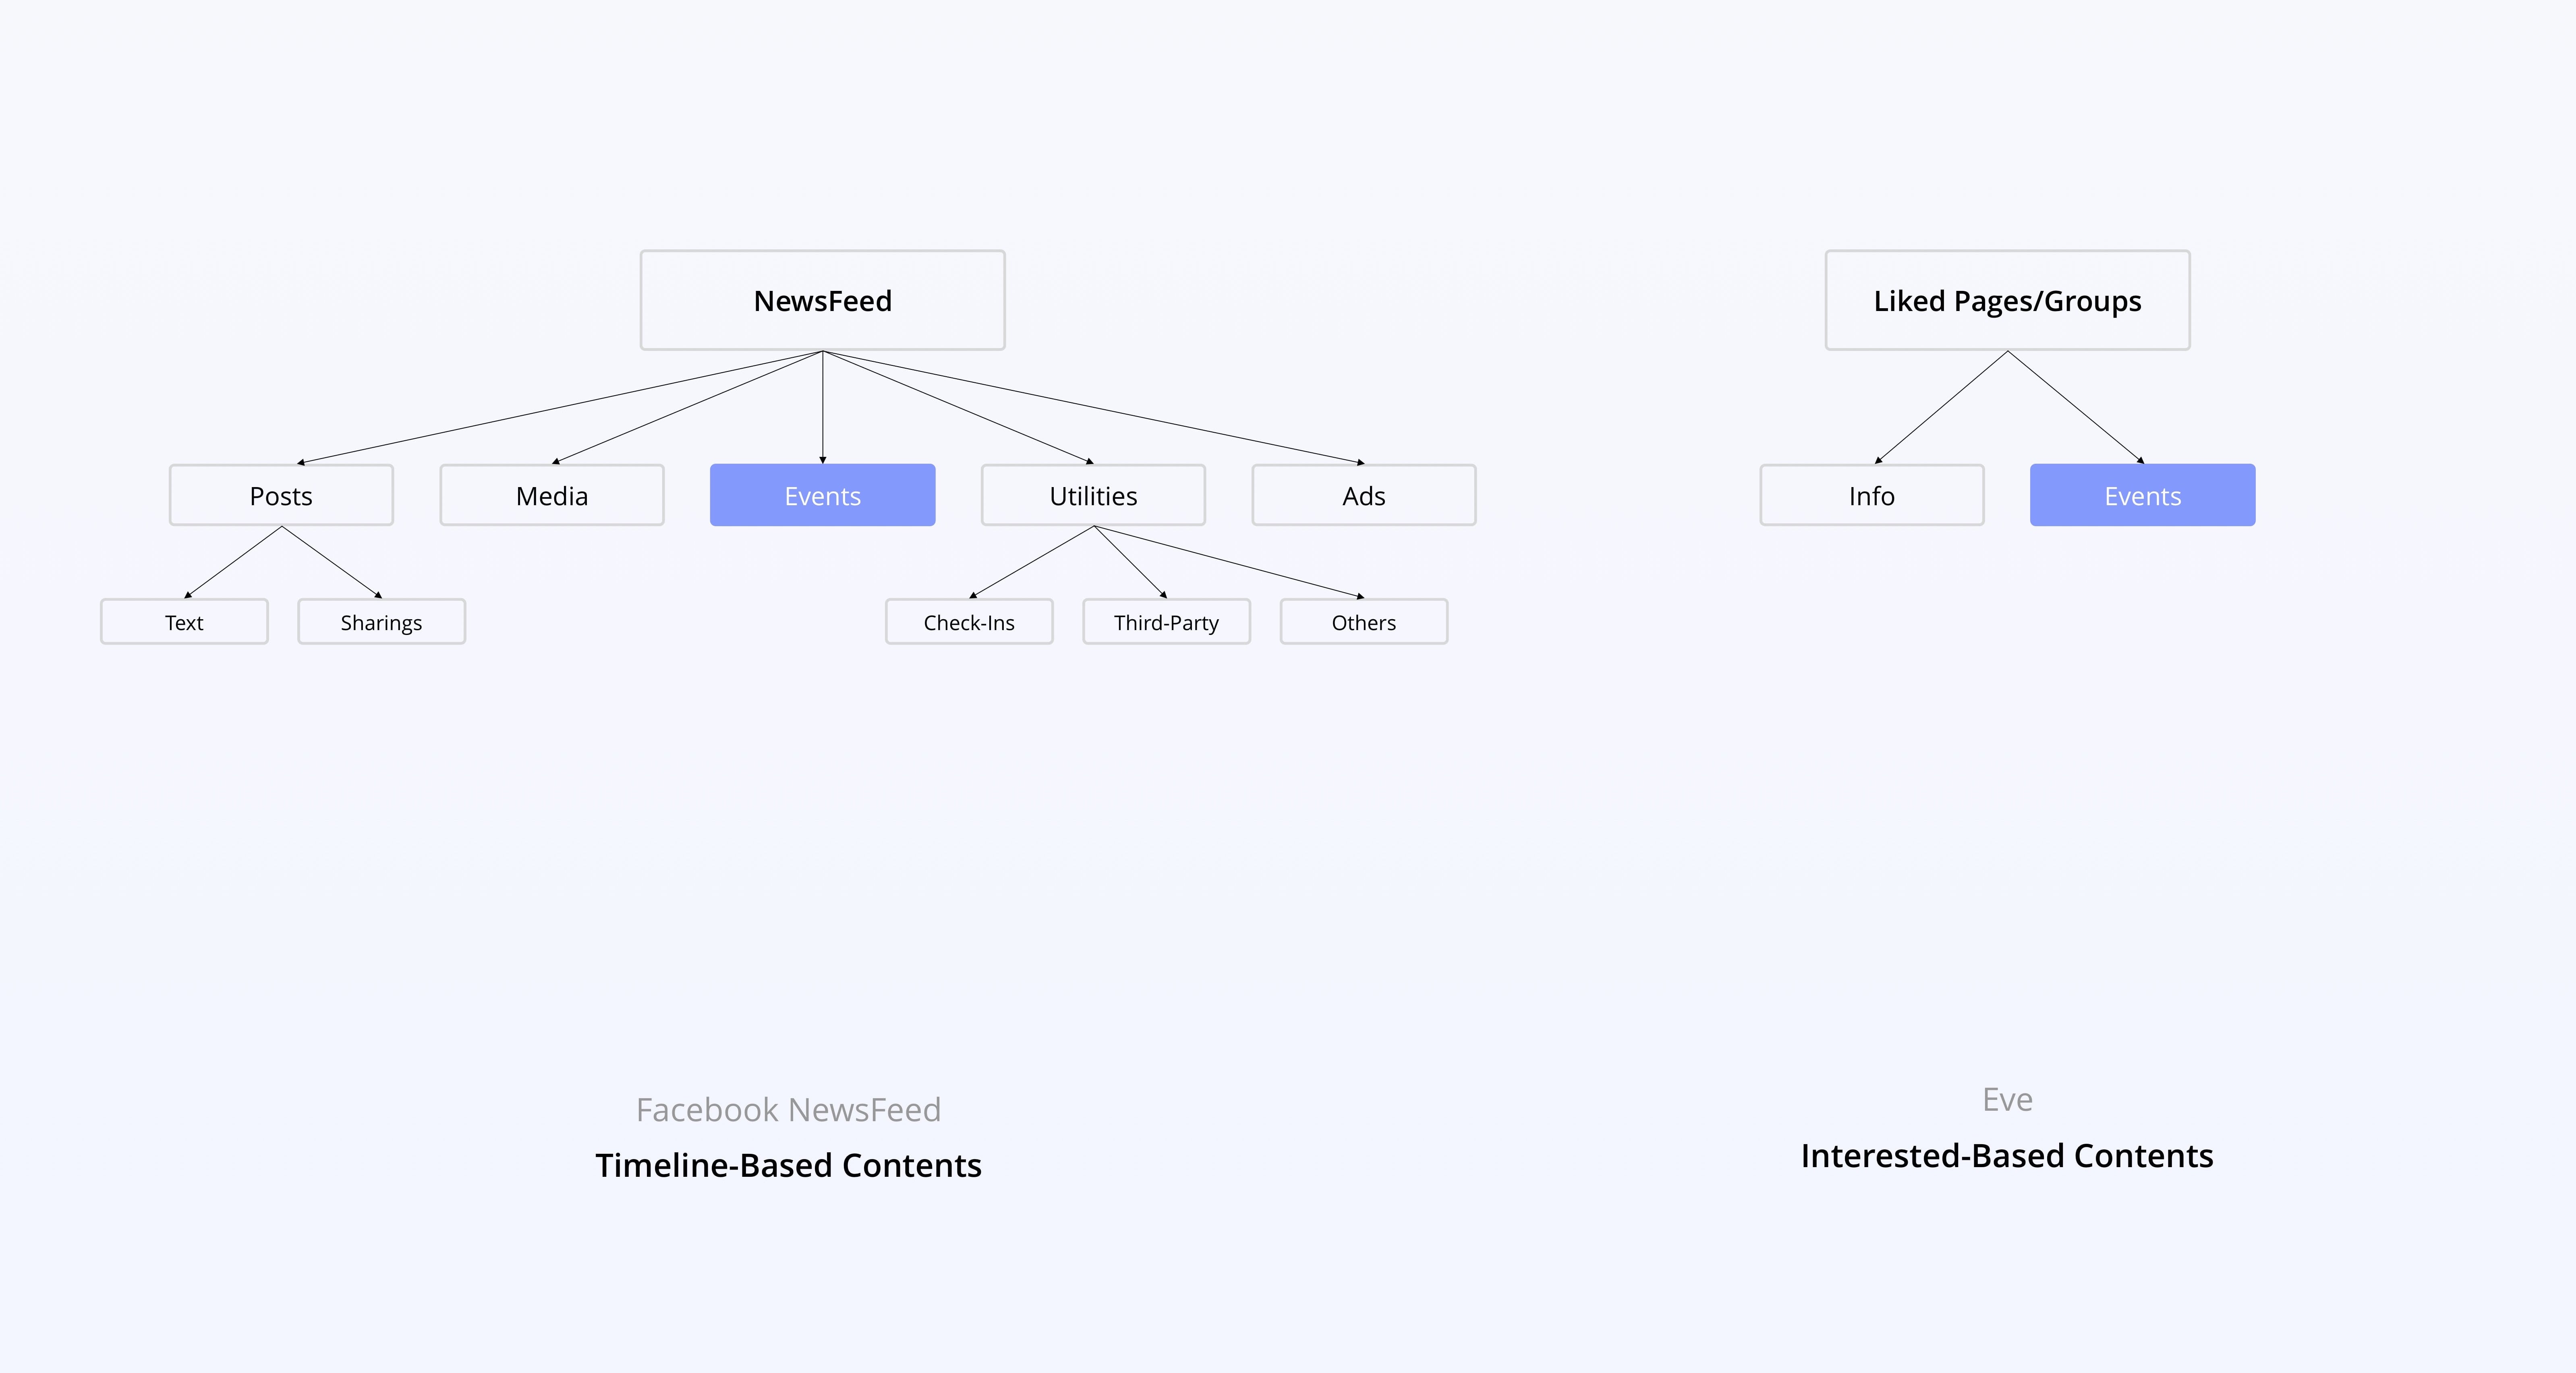 NewsFeed
Liked Pages/Groups
Posts
Media
Events
Utilities
Ads
Info
Events
Text
Sharings
Check-Ins
Third-Party
Others
Facebook NewsFeed
Timeline-Based Contents
Eve
Interested-Based Contents